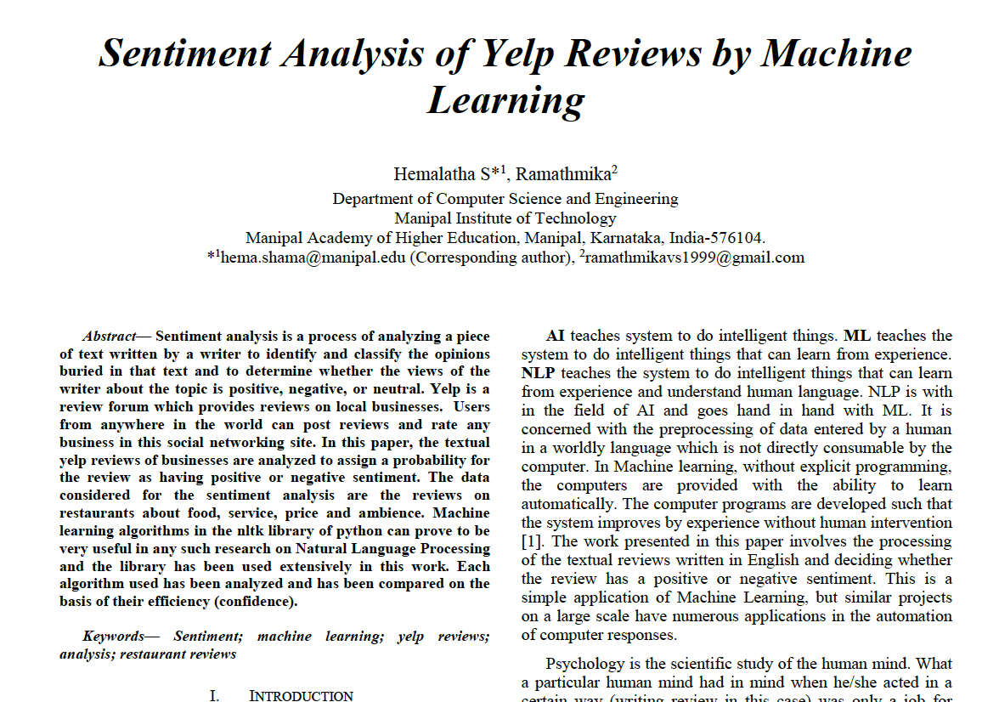 Sentiment Analysis of Yelp Reviews by Machine
Learning
Hemalatha S*1, Ramathmika2
Department of Computer Science and Engineering
Manipal Institute of Technology
Manipal Academy of Higher Education, Manipal, Karnataka, India-576104.
*1hema.shama@manipal.edu (Corresponding author), 2ramathmikavs1999@gmail.com
Abstract— Sentiment analysis is a process of analyzing a piece
of text written by a writer to identify and classify the opinions
buried in that text and to determine whether the views of the
writer about the topic is positive, negative, or neutral. Yelp is a
review forum which provides reviews on local businesses. Users
from anywhere in the world can post reviews and rate any
business in this social networking site. In this paper, the textual
yelp reviews of businesses are analyzed to assign a probability for
the review as having positive or negative sentiment. The data
considered for the sentiment analysis are the reviews on
restaurants about food, service, price and ambience. Machine
learning algorithms in the nltk library of python can prove to be
very useful in any such research on Natural Language Processing
and the library has been used extensively in this work. Each
algorithm used has been analyzed and has been compared on the
basis of their efficiency (confidence).
Keywords— Sentiment; machine learning; yelp reviews;
analysis; restaurant reviews
I. INTRODUCTION
AI teaches system to do intelligent things. ML teaches the
system to do intelligent things that can learn from experience.
NLP teaches the system to do intelligent things that can learn
from experience and understand human language. NLP is with
in the field of AI and goes hand in hand with ML. It is
concerned with the preprocessing of data entered by a human
in a worldly language which is not directly consumable by the
computer. In Machine learning, without explicit programming,
the computers are provided with the ability to learn
automatically. The computer programs are developed such that
the system improves by experience without human intervention
[1]. The work presented in this paper involves the processing
of the textual reviews written in English and deciding whether
the review has a positive or negative sentiment. This is a
simple application of Machine Learning, but similar projects
on a large scale have numerous applications in the automation
of computer responses.
Psychology is the scientific study of the human mind. What
a particular human mind had in mind when he/she acted in a
certain way (writing review in this case) was only a job for